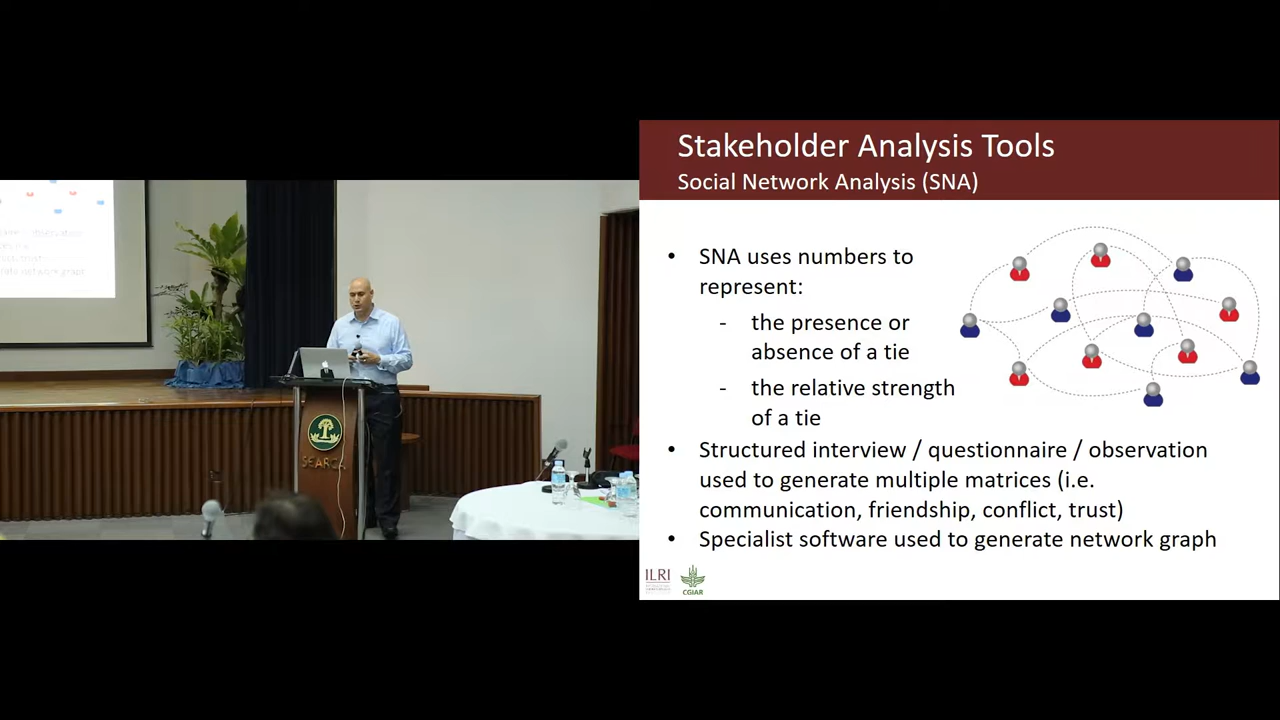 Stakeholder Analysis Tools
Social Network Analysis (SNA)
• SNA uses numbers to
represent:
- the presence or
absence of a tie
- the relative strength
of a tie
• Structured interview / questionnaire / observation
used to generate multiple matrices (i.e.
communication, friendship, conflict, trust)
• Specialist software used to generate network graph
ILRI
CGIAR
SEARCA